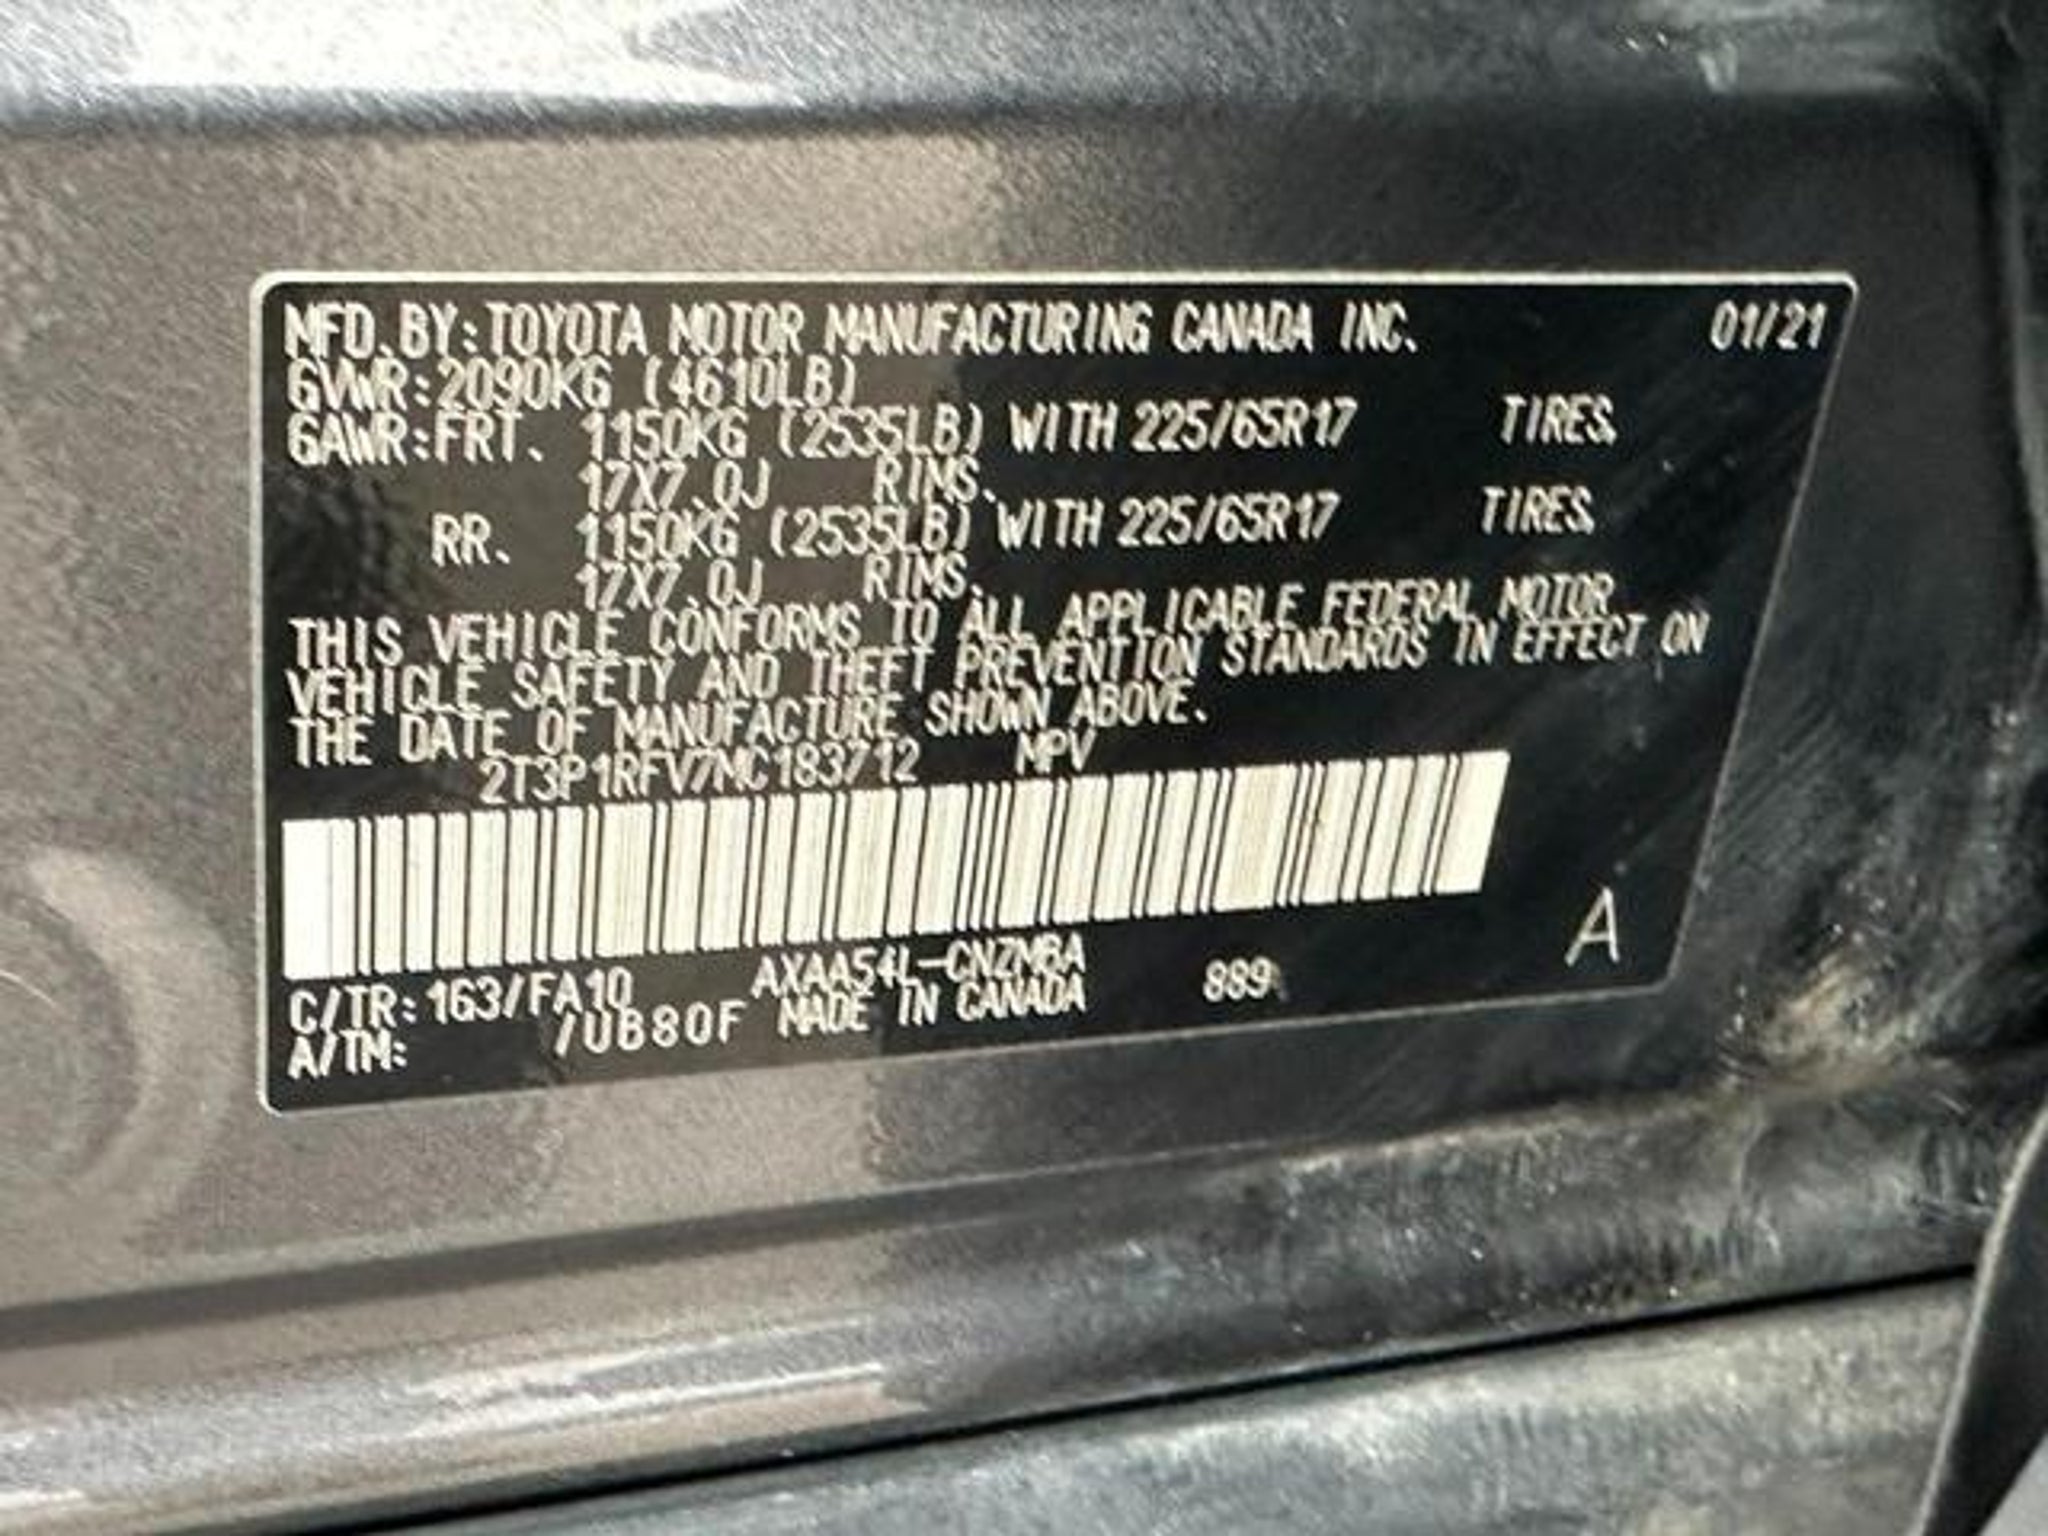 MFD. BY: TOYOTA MOTOR MANUFACTURING CANADA INC. 01/21
GVWR: 2090KG (4610LB)
GAWR: FRT. 1150KG (2535LB) WITH 225/65R17 TIRES,
17X7.0J RIMS.
RR. 1150KG (2535LB) WITH 225/65R17 TIRES,
17X7.0J RIMS.
THIS VEHICLE CONFORMS TO ALL APPLICABLE FEDERAL MOTOR
VEHICLE SAFETY AND THEFT PREVENTION STANDARDS IN EFFECT ON
THE DATE OF MANUFACTURE SHOWN ABOVE.
2T3P1RFV7MC183712 MPV
C/TR: 1G3/FA10 AXAA54L-CNZMBA 889 A
A/TM: /UB80F MADE IN CANADA